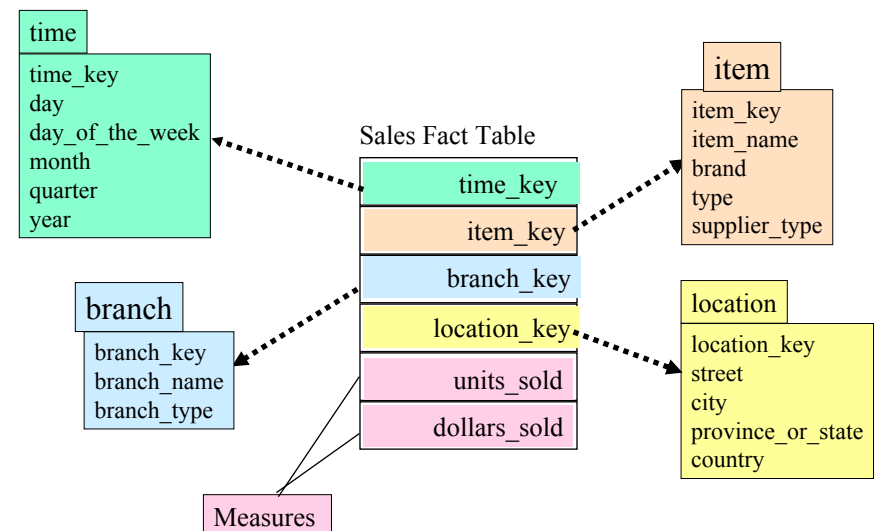 time
time_key
day
day_of_the_week
month
quarter
year
item
item_key
item_name
brand
type
supplier_type
Sales Fact Table
time_key
item_key
branch_key
location_key
units_sold
dollars_sold
branch
branch_key
branch_name
branch_type
location
location_key
street
city
province_or_state
country
Measures